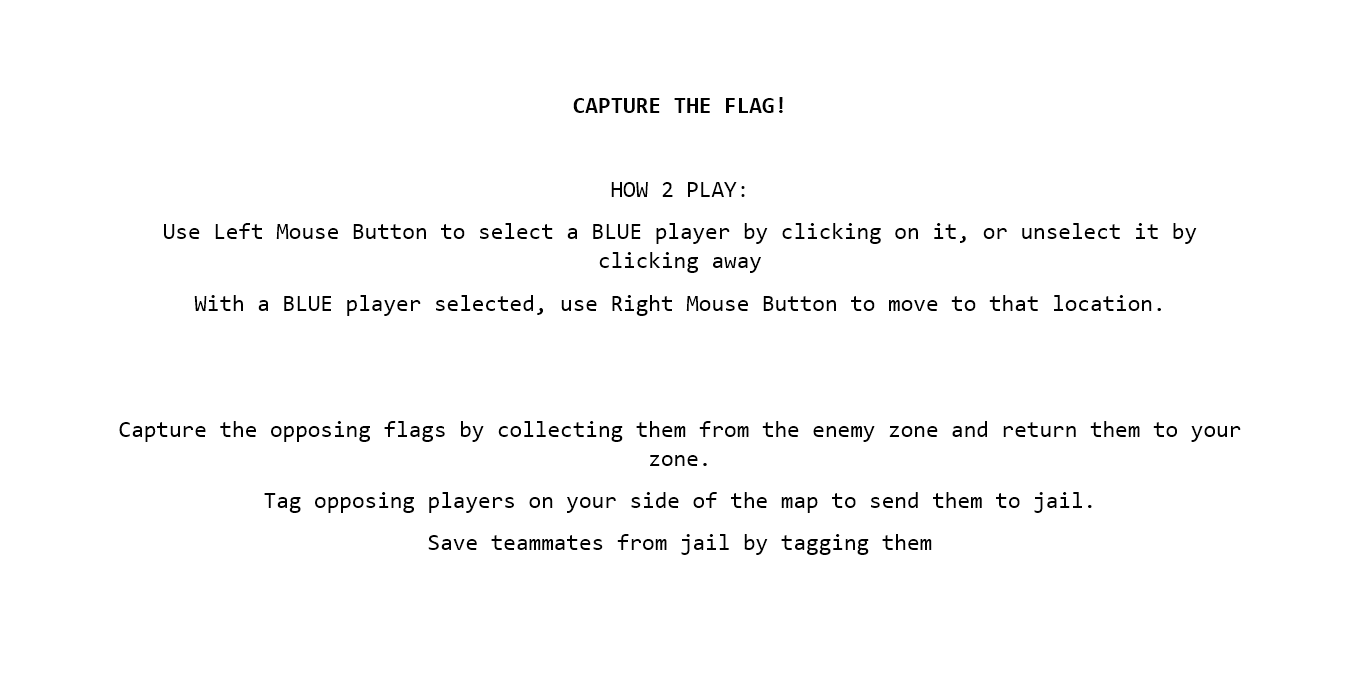 CAPTURE THE FLAG!
HOW 2 PLAY:
Use Left Mouse Button to select a BLUE player by clicking on it, or unselect it by
clicking away
With a BLUE player selected, use Right Mouse Button to move to that location.
Capture the opposing flags by collecting them from the enemy zone and return them to your
zone.
Tag opposing players on your side of the map to send them to jail.
Save teammates from jail by tagging them